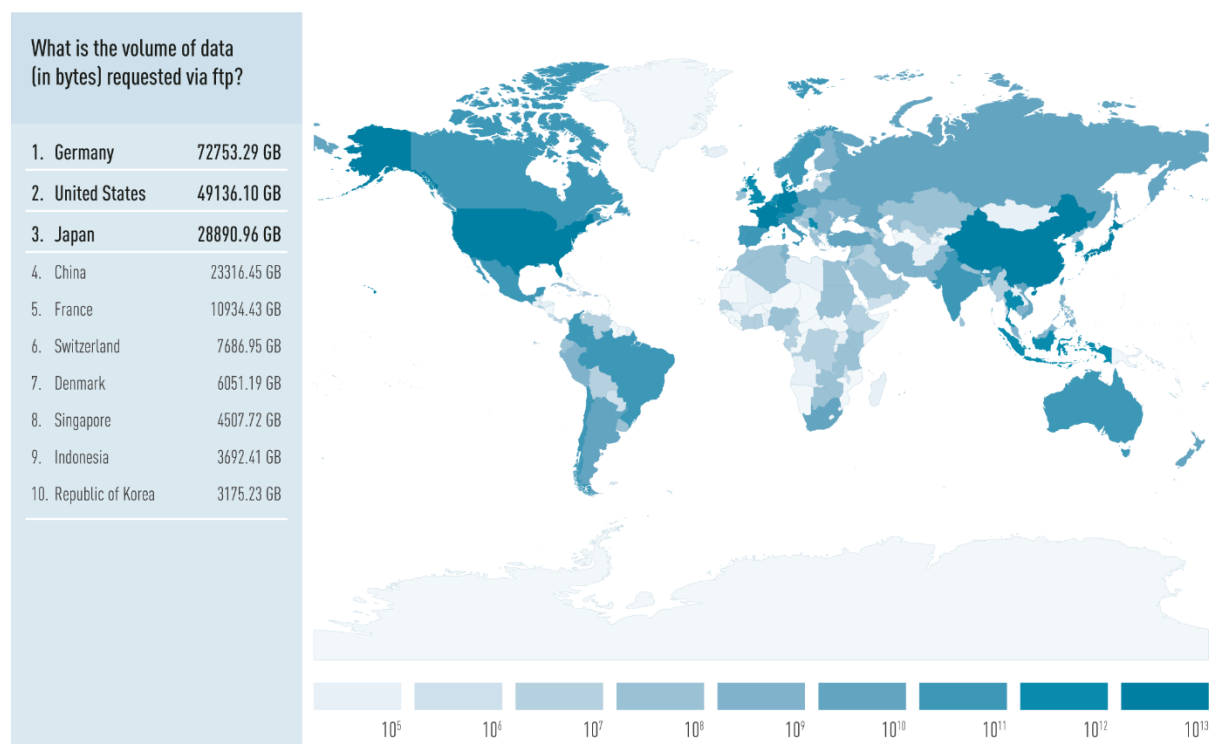 What is the volume of data
(in bytes) requested via ftp?
1. Germany 72753.29 GB
2. United States 49136.10 GB
3. Japan 28890.96 GB
4. China 23316.45 GB
5. France 10934.43 GB
6. Switzerland 7686.95 GB
7. Denmark 6051.19 GB
8. Singapore 4507.72 GB
9. Indonesia 3692.41 GB
10. Republic of Korea 3175.23 GB
10⁵ 10⁶ 10⁷ 10⁸ 10⁹ 10¹⁰ 10¹¹ 10¹² 10¹³